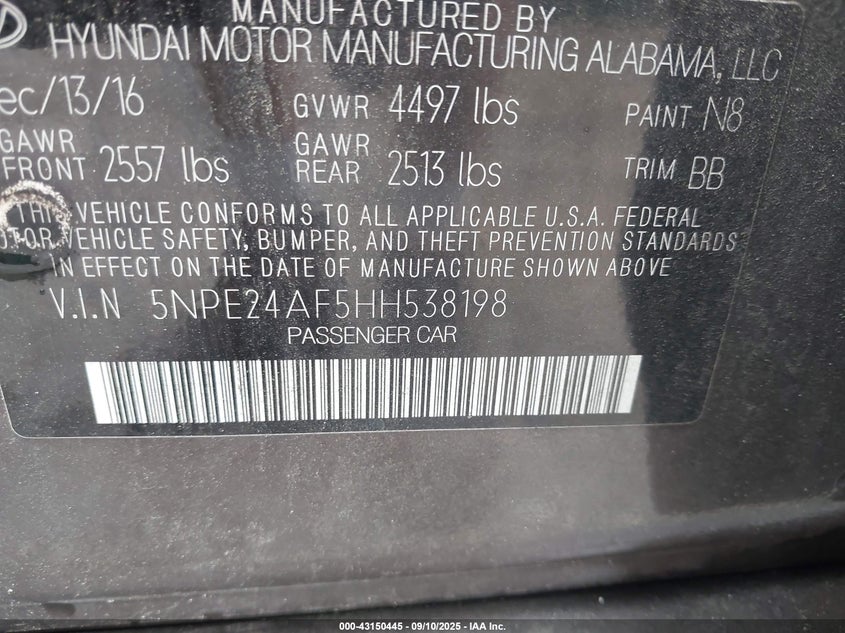 MANUFACTURED BY
HYUNDAI MOTOR MANUFACTURING ALABAMA, LLC
ec/13/16 GVWR 4497 lbs PAINT N8
GAWR FRONT 2557 lbs GAWR REAR 2513 lbs TRIM BB
THIS VEHICLE CONFORMS TO ALL APPLICABLE U.S.A. FEDERAL
OTOR VEHICLE SAFETY, BUMPER, AND THEFT PREVENTION STANDARDS
IN EFFECT ON THE DATE OF MANUFACTURE SHOWN ABOVE
V.I.N 5NPE24AF5HH538198
PASSENGER CAR
000-43150445 - 09/10/2025 - IAA Inc.